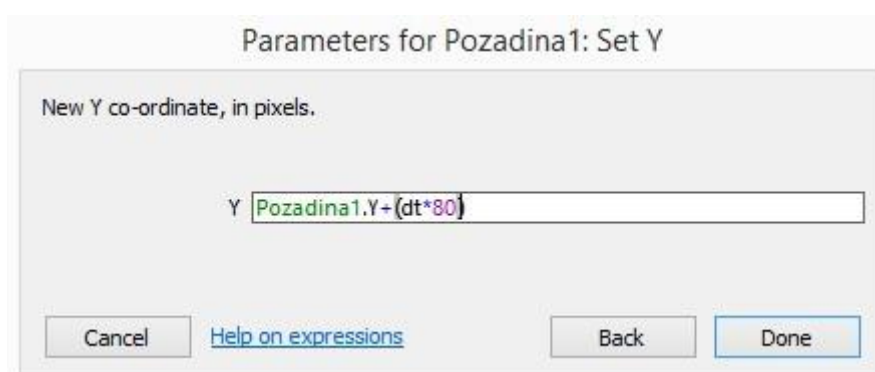 Parameters for Pozadina1: Set Y
New Y co-ordinate, in pixels.
Y Pozadina1.Y+(dt*80)
Cancel Help on expressions Back Done